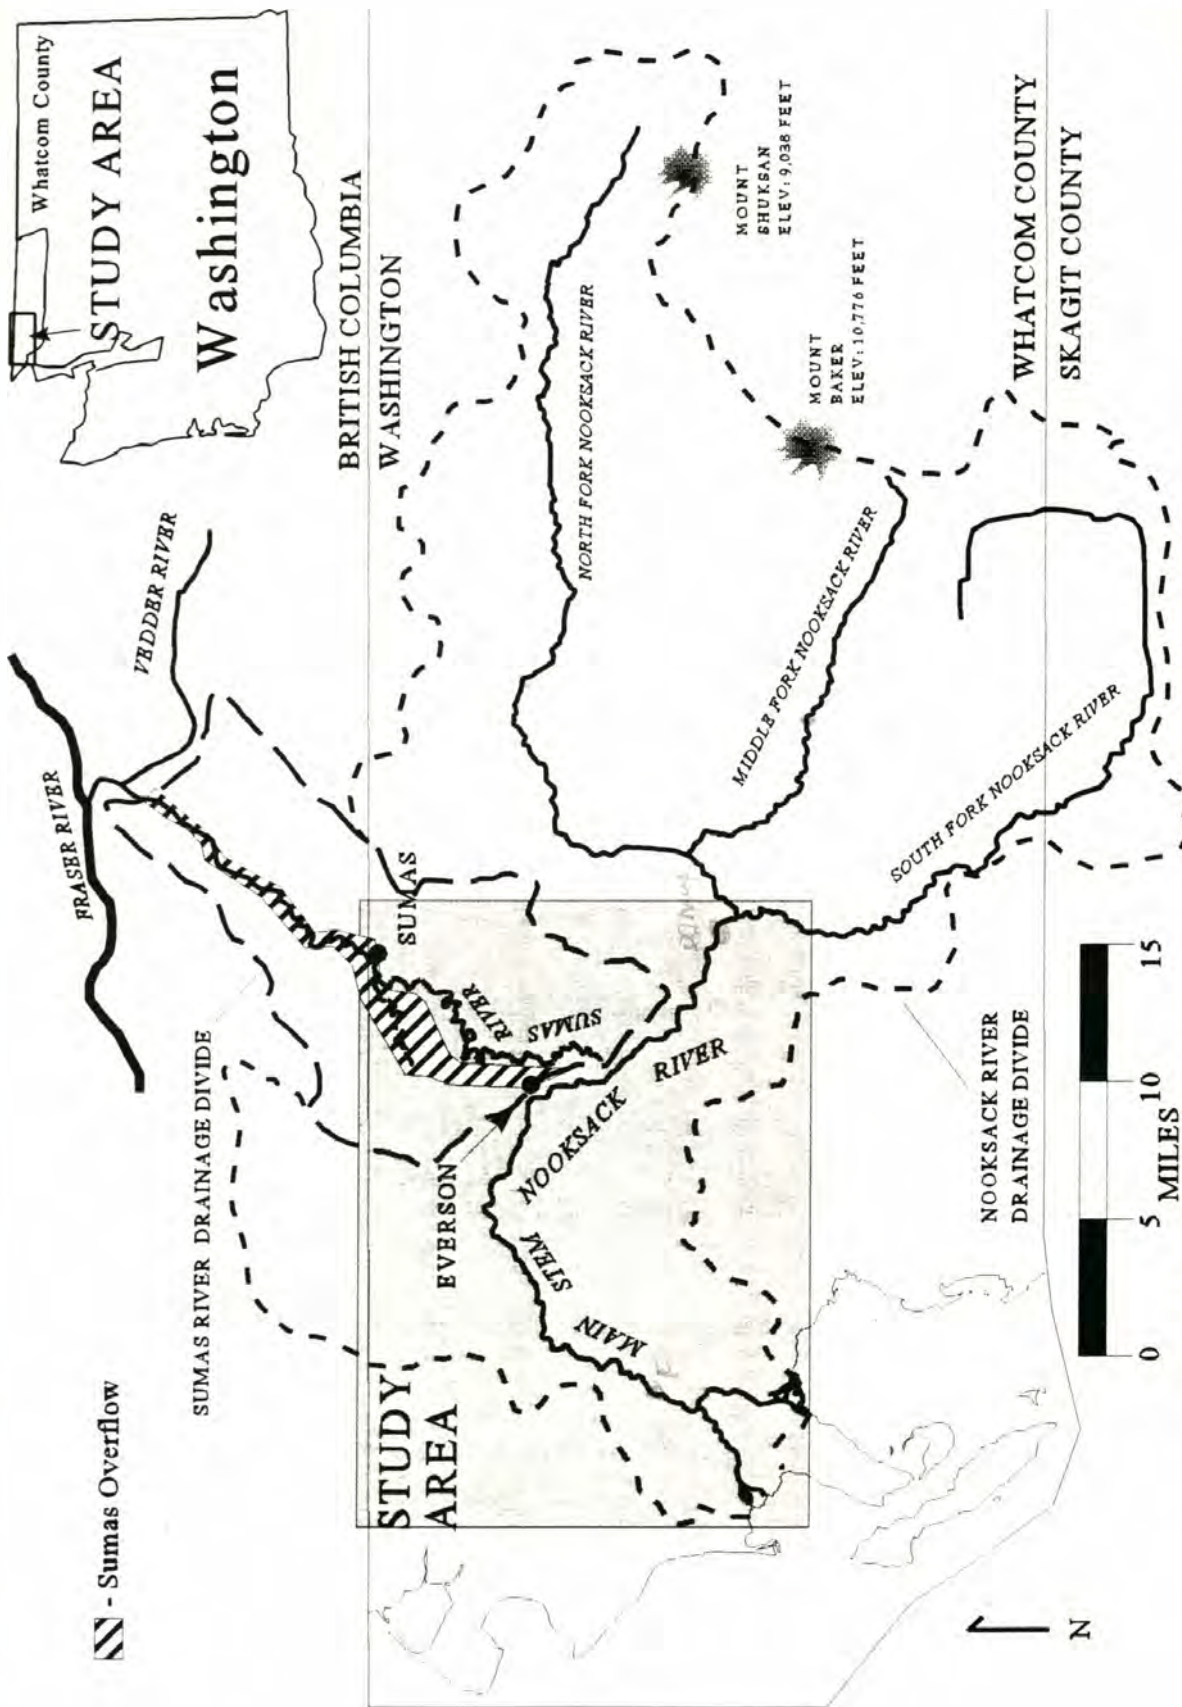 - Sumas Overflow
SUMAS RIVER DRAINAGE DIVIDE
FRASER RIVER
VEDDER RIVER
Whatcom County
STUDY AREA
Washington
BRITISH COLUMBIA
WASHINGTON
SUMAS
STUDY
AREA
EVERSON
SUMAS
RIVER
MAIN
STEM
NOOKSACK
RIVER
NORTH FORK NOOKSACK RIVER
MIDDLE FORK NOOKSACK RIVER
SOUTH FORK NOOKSACK RIVER
MOUNT
SHUKSAN
ELEV: 9,038 FEET
MOUNT
BAKER
ELEV: 10,776 FEET
WHATCOM COUNTY
SKAGIT COUNTY
NOOKSACK RIVER
DRAINAGE DIVIDE
0 5 10 15
MILES
N